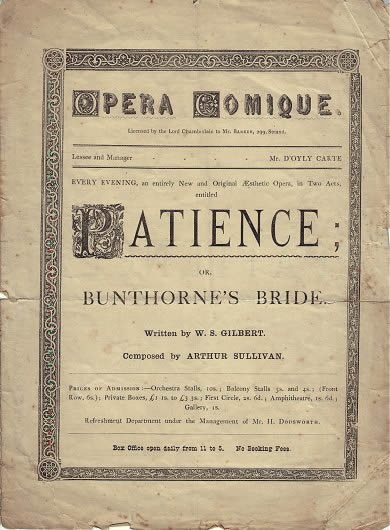 OPERA COMIQUE.
Licensed by the Lord Chamberlain to Mr. BARKER, 299, Strand.
Lessee and Manager Mr. D'OYLY CARTE
EVERY EVENING, an entirely New and Original Æsthetic Opera, in Two Acts,
entitled
PATIENCE;
OR,
BUNTHORNE'S BRIDE.
Written by W. S. GILBERT.
Composed by ARTHUR SULLIVAN.
PRICES OF ADMISSION:—Orchestra Stalls, 10s.; Balcony Stalls 5s. and 4s.; (Front
Row, 6s.); Private Boxes, £1 1s. to £3 3s.; First Circle, 2s. 6d.; Amphitheatre, 1s. 6d.;
Gallery, 1s.
Refreshment Department under the Management of Mr. H. DODSWORTH.
Box Office open daily from 11 to 5. No Booking Fees.